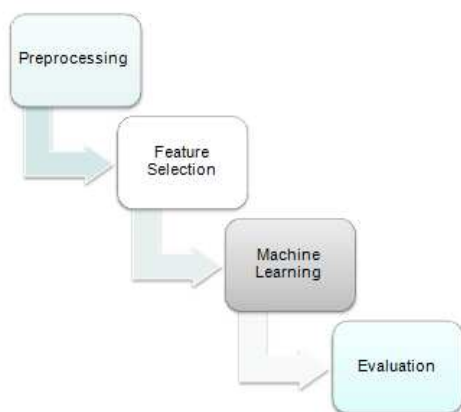 Preprocessing
Feature
Selection
Machine
Learning
Evaluation